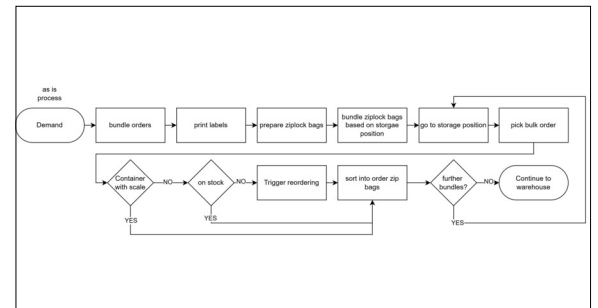 as is
process
Demand
bundle orders
print labels
prepare ziplock bags
bundle ziplock bags
based on storgae
position
go to storage position
pick bulk order
Container
with scale
NO
on stock
NO
Trigger reordering
sort into order zip
bags
further
bundles?
NO
Continue to
warehouse
YES
YES
YES